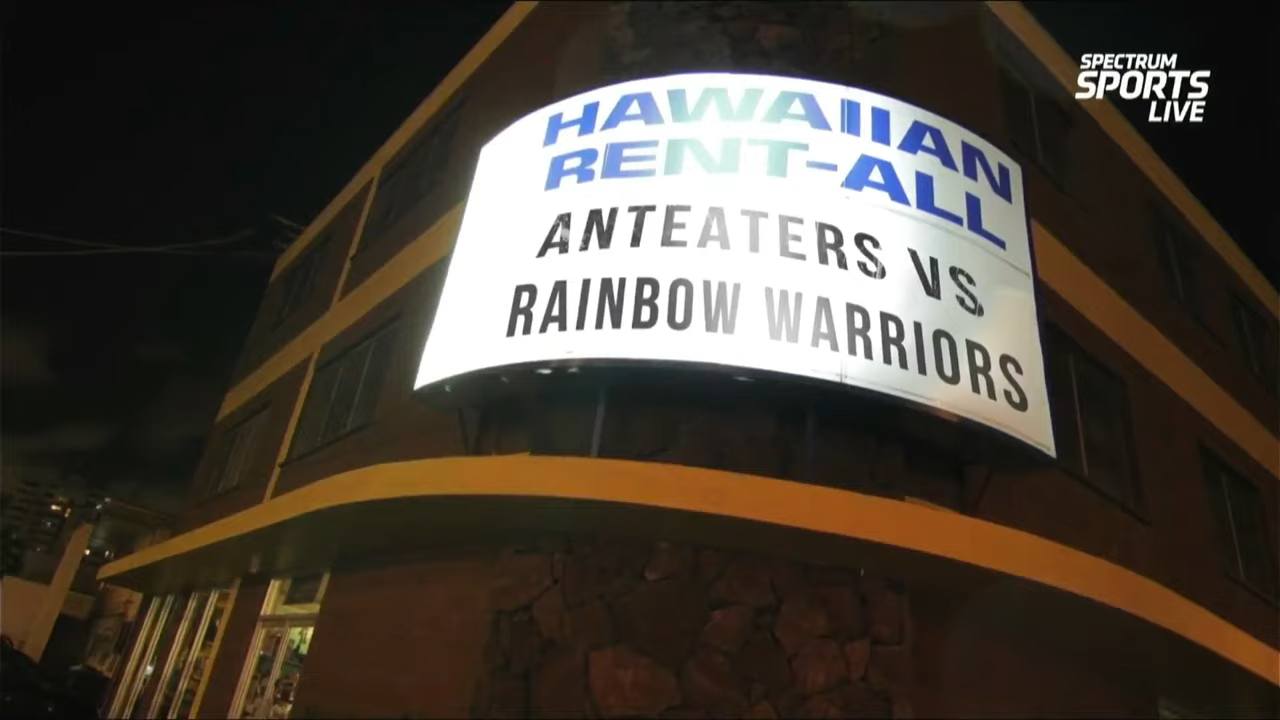 SPECTRUM
SPORTS
LIVE
HAWAIIAN
RENT-ALL
ANTEATERS VS
RAINBOW WARRIORS